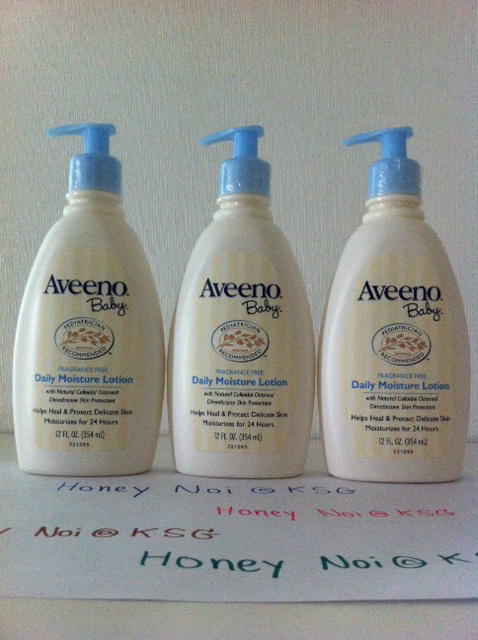 Aveeno.
Baby.
PEDIATRICIAN
RECOMMENDED
FRAGRANCE FREE
Daily Moisture Lotion
with Natural Colloidal Oatmeal
Dimethicone Skin Protectant
Helps Heal & Protect Delicate Skin
Moisturizes for 24 Hours
12 FL. OZ. (354 mL)
721095
Aveeno.
Baby.
PEDIATRICIAN
RECOMMENDED
FRAGRANCE FREE
Daily Moisture Lotion
with Natural Colloidal Oatmeal
Dimethicone Skin Protectant
Helps Heal & Protect Delicate Skin
Moisturizes for 24 Hours
12 FL. OZ. (354 mL)
721095
Aveeno.
Baby.
PEDIATRICIAN
RECOMMENDED
FRAGRANCE FREE
Daily Moisture Lotion
with Natural Colloidal Oatmeal
Dimethicone Skin Protectant
Helps Heal & Protect Delicate Skin
Moisturizes for 24 Hours
12 FL. OZ. (354 mL)
721095
Honey Noi @ KSG
Honey Noi @ KSG
Noi @ KSG
Honey Noi @ KS